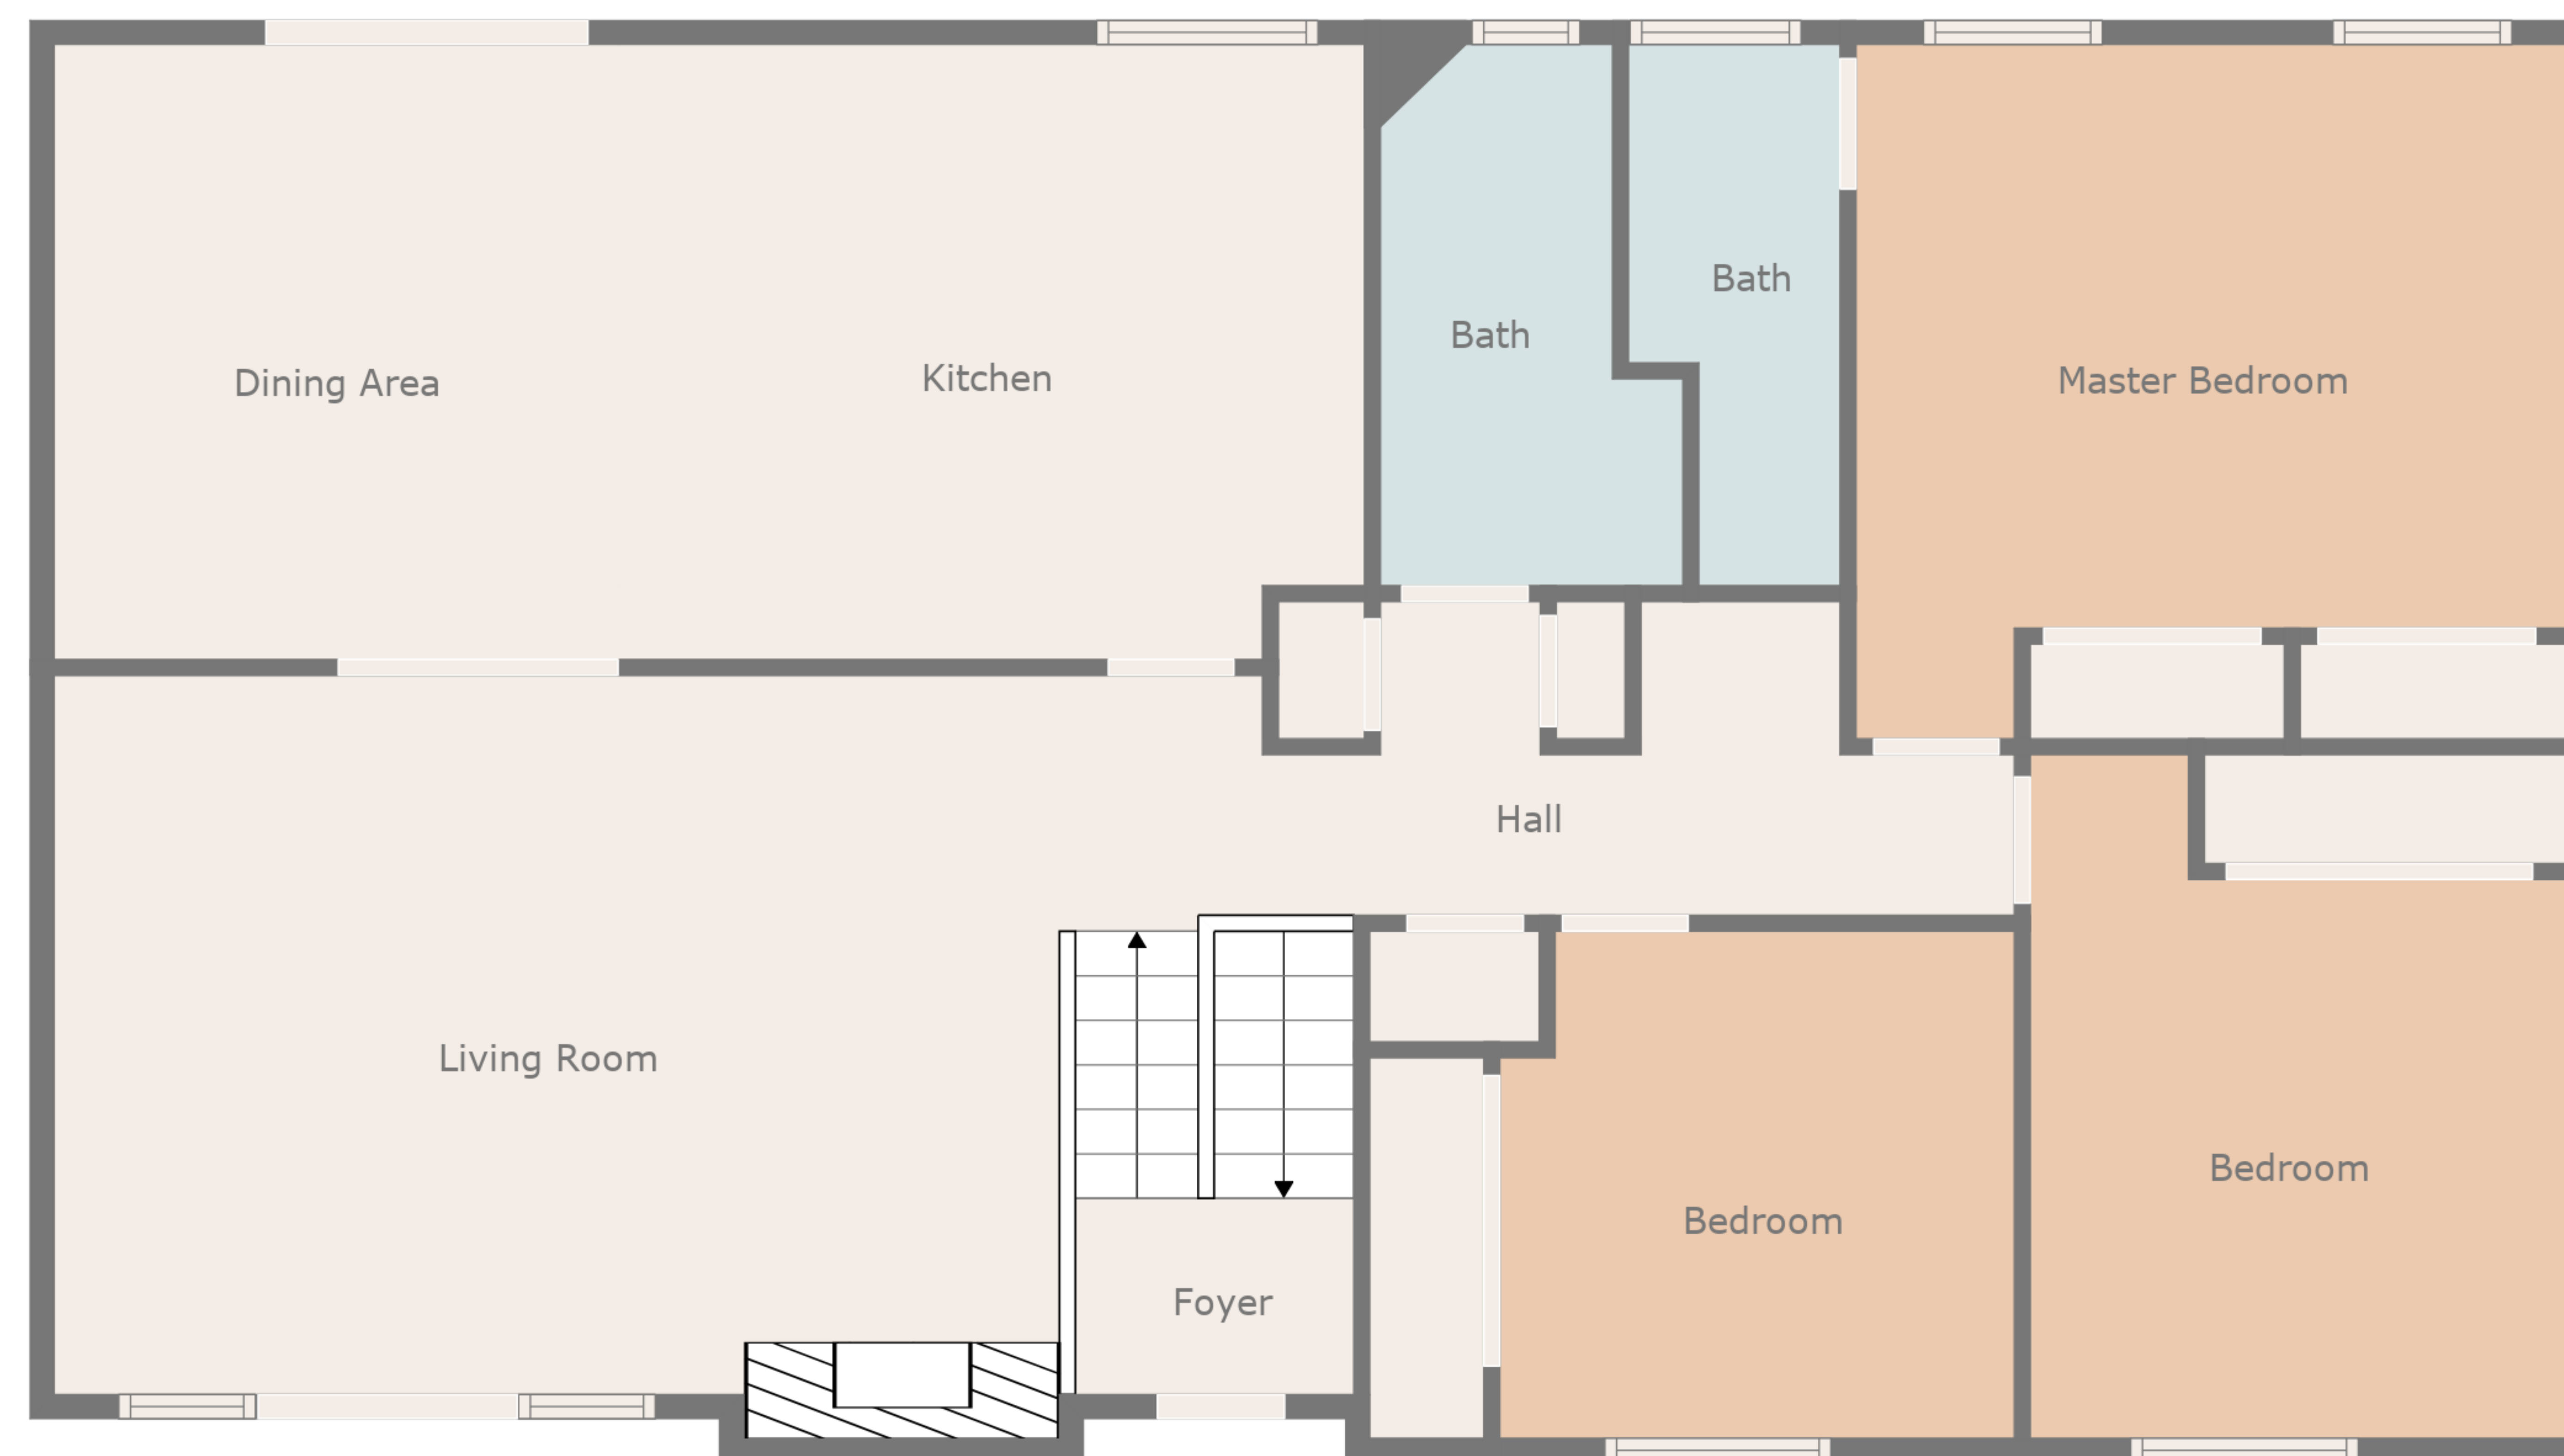 Bath
Bath
Dining Area
Kitchen
Master Bedroom
Hall
Living Room
Bedroom
Bedroom
Foyer